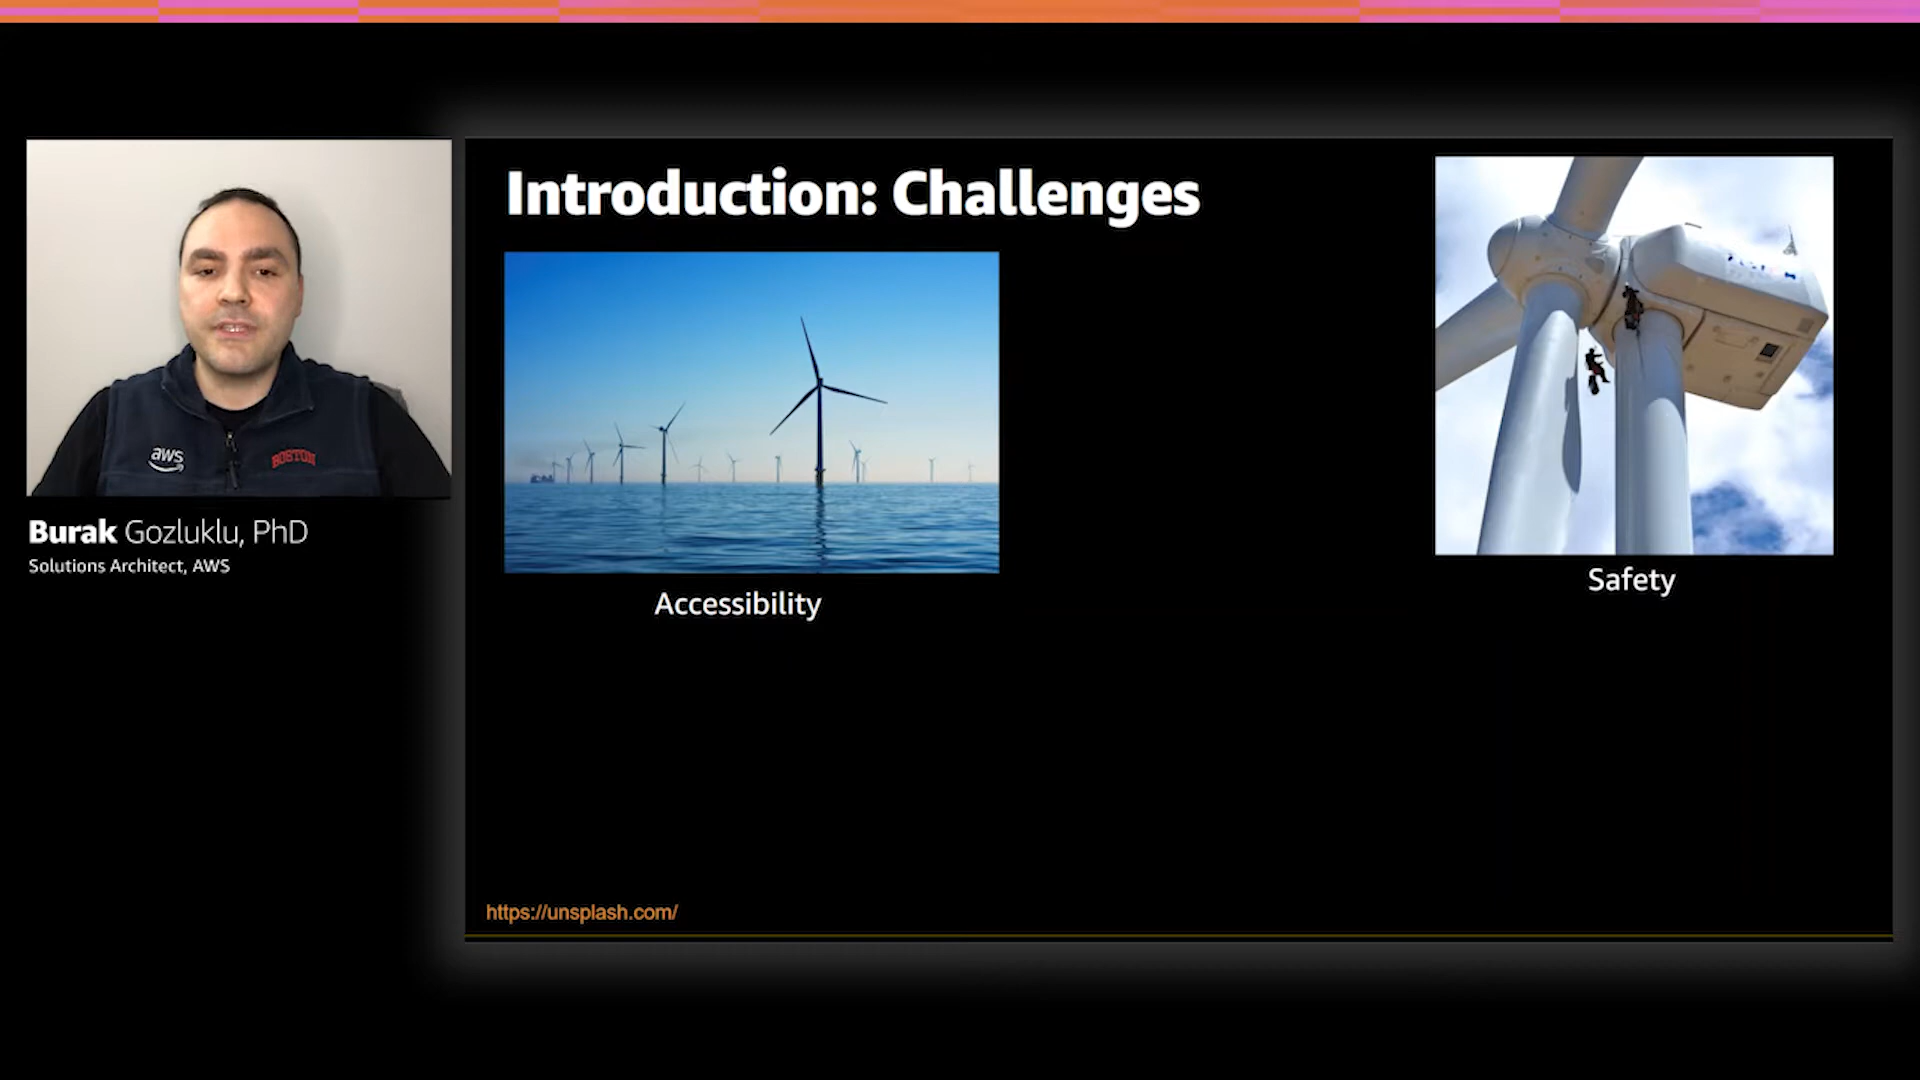 Introduction: Challenges
aws
BOSTON
Burak Gozluklu, PhD
Solutions Architect, AWS
Accessibility
Safety
https://unsplash.com/